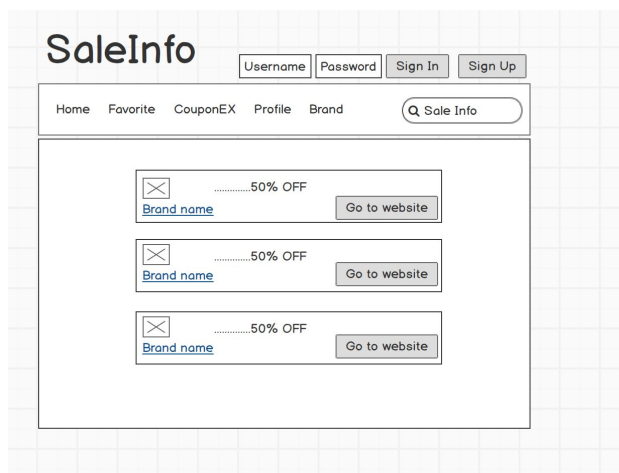 SaleInfo
Username Password Sign In Sign Up
Home Favorite CouponEX Profile Brand Sale Info
.............50% OFF
Brand name Go to website
.............50% OFF
Brand name Go to website
.............50% OFF
Brand name Go to website